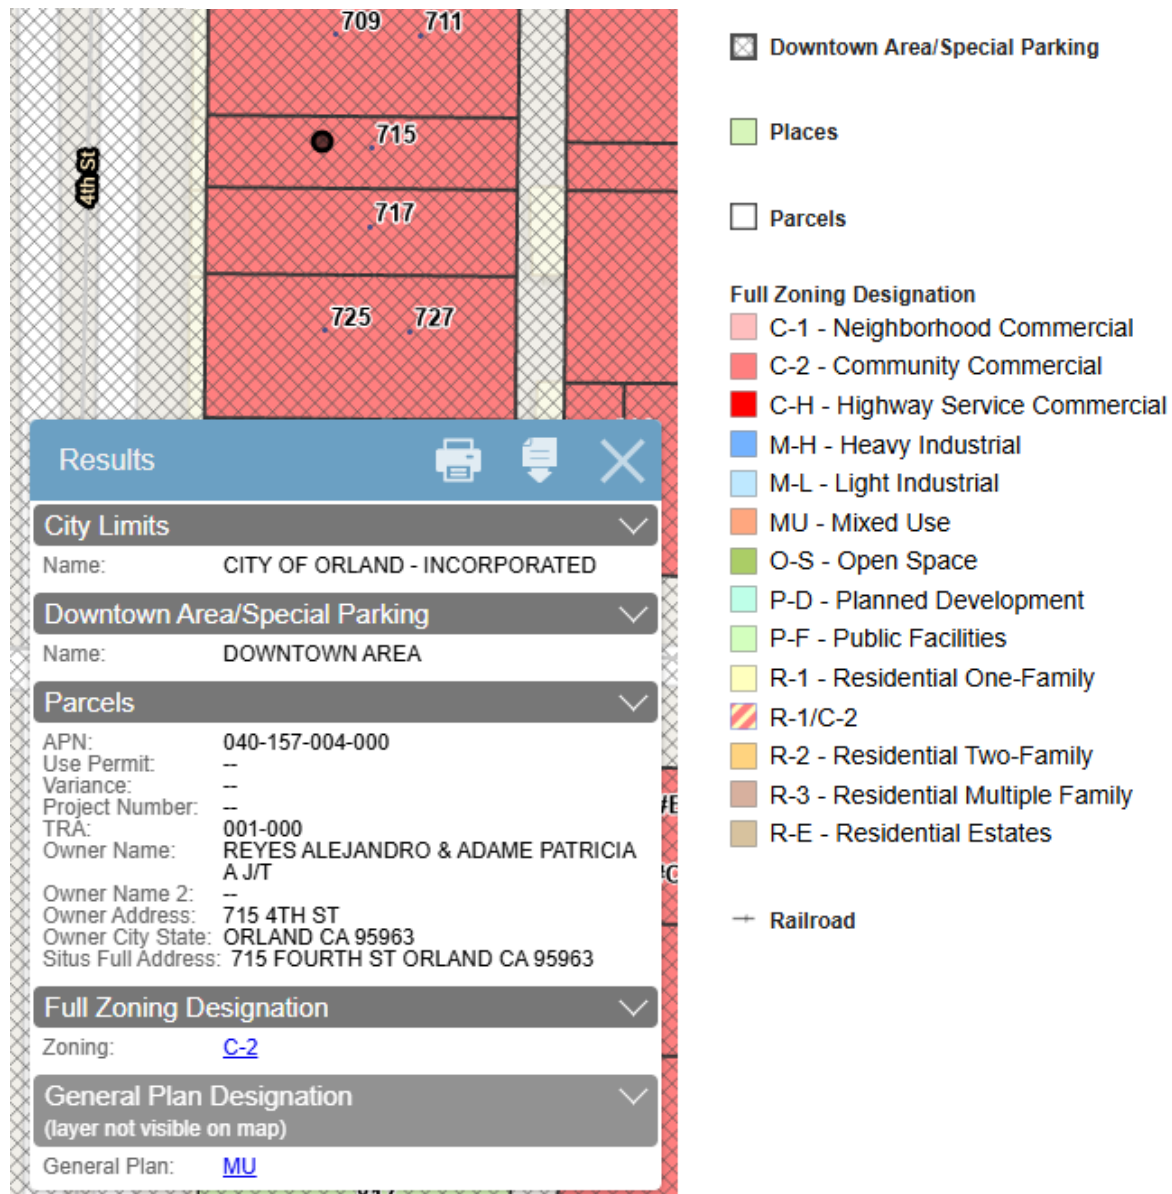 709 711
715
4th St
717
725 727
Results
City Limits
Name: CITY OF ORLAND - INCORPORATED
Downtown Area/Special Parking
Name: DOWNTOWN AREA
Parcels
APN: 040-157-004-000
Use Permit: --
Variance: --
Project Number: --
TRA: 001-000
Owner Name: REYES ALEJANDRO & ADAME PATRICIA
A J/T
Owner Name 2: --
Owner Address: 715 4TH ST
Owner City State: ORLAND CA 95963
Situs Full Address: 715 FOURTH ST ORLAND CA 95963
Full Zoning Designation
Zoning: C-2
General Plan Designation
(layer not visible on map)
General Plan: MU
Downtown Area/Special Parking
Places
Parcels
Full Zoning Designation
C-1 - Neighborhood Commercial
C-2 - Community Commercial
C-H - Highway Service Commercial
M-H - Heavy Industrial
M-L - Light Industrial
MU - Mixed Use
O-S - Open Space
P-D - Planned Development
P-F - Public Facilities
R-1 - Residential One-Family
R-1/C-2
R-2 - Residential Two-Family
R-3 - Residential Multiple Family
R-E - Residential Estates
Railroad